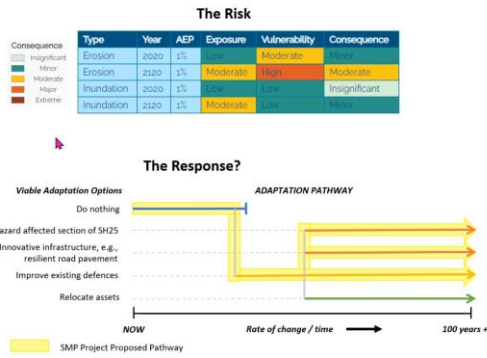 The Risk
Consequence
Insignificant
Minor
Moderate
Major
Extreme
Type Year AEP Exposure Vulnerability Consequence
Erosion 2020 1% Low Moderate Minor
Erosion 2120 1% Moderate High Moderate
Inundation 2020 1% Low Low Insignificant
Inundation 2120 1% Moderate Low Minor
The Response?
Viable Adaptation Options ADAPTATION PATHWAY
Do nothing
azard affected section of SH25
Innovative infrastructure, e.g.,
resilient road pavement
Improve existing defences
Relocate assets
NOW Rate of change / time 100 years +
SMP Project Proposed Pathway